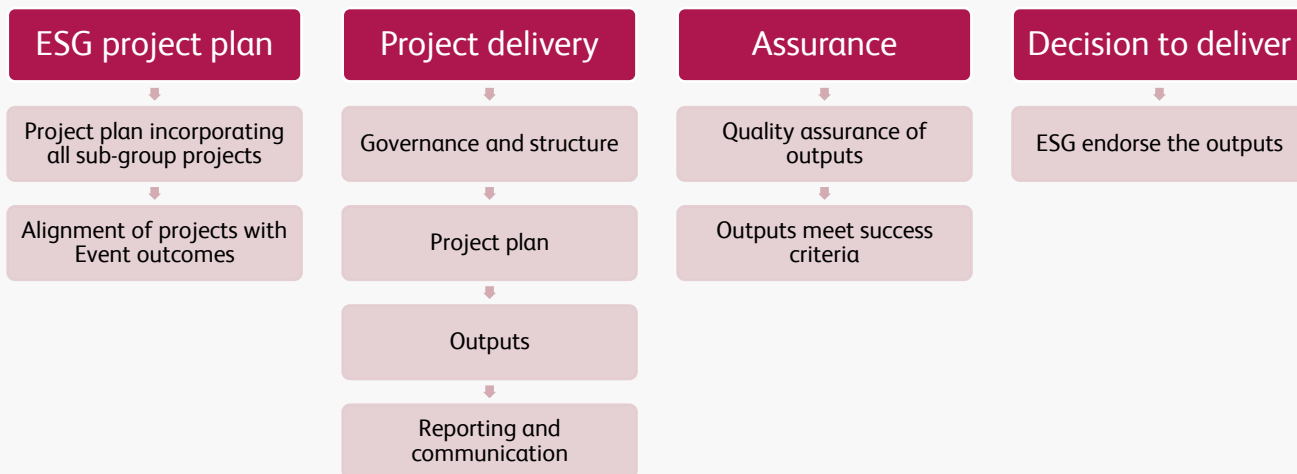 ESG project plan
Project plan incorporating
all sub-group projects
Alignment of projects with
Event outcomes
Project delivery
Governance and structure
Project plan
Outputs
Reporting and
communication
Assurance
Quality assurance of
outputs
Outputs meet success
criteria
Decision to deliver
ESG endorse the outputs